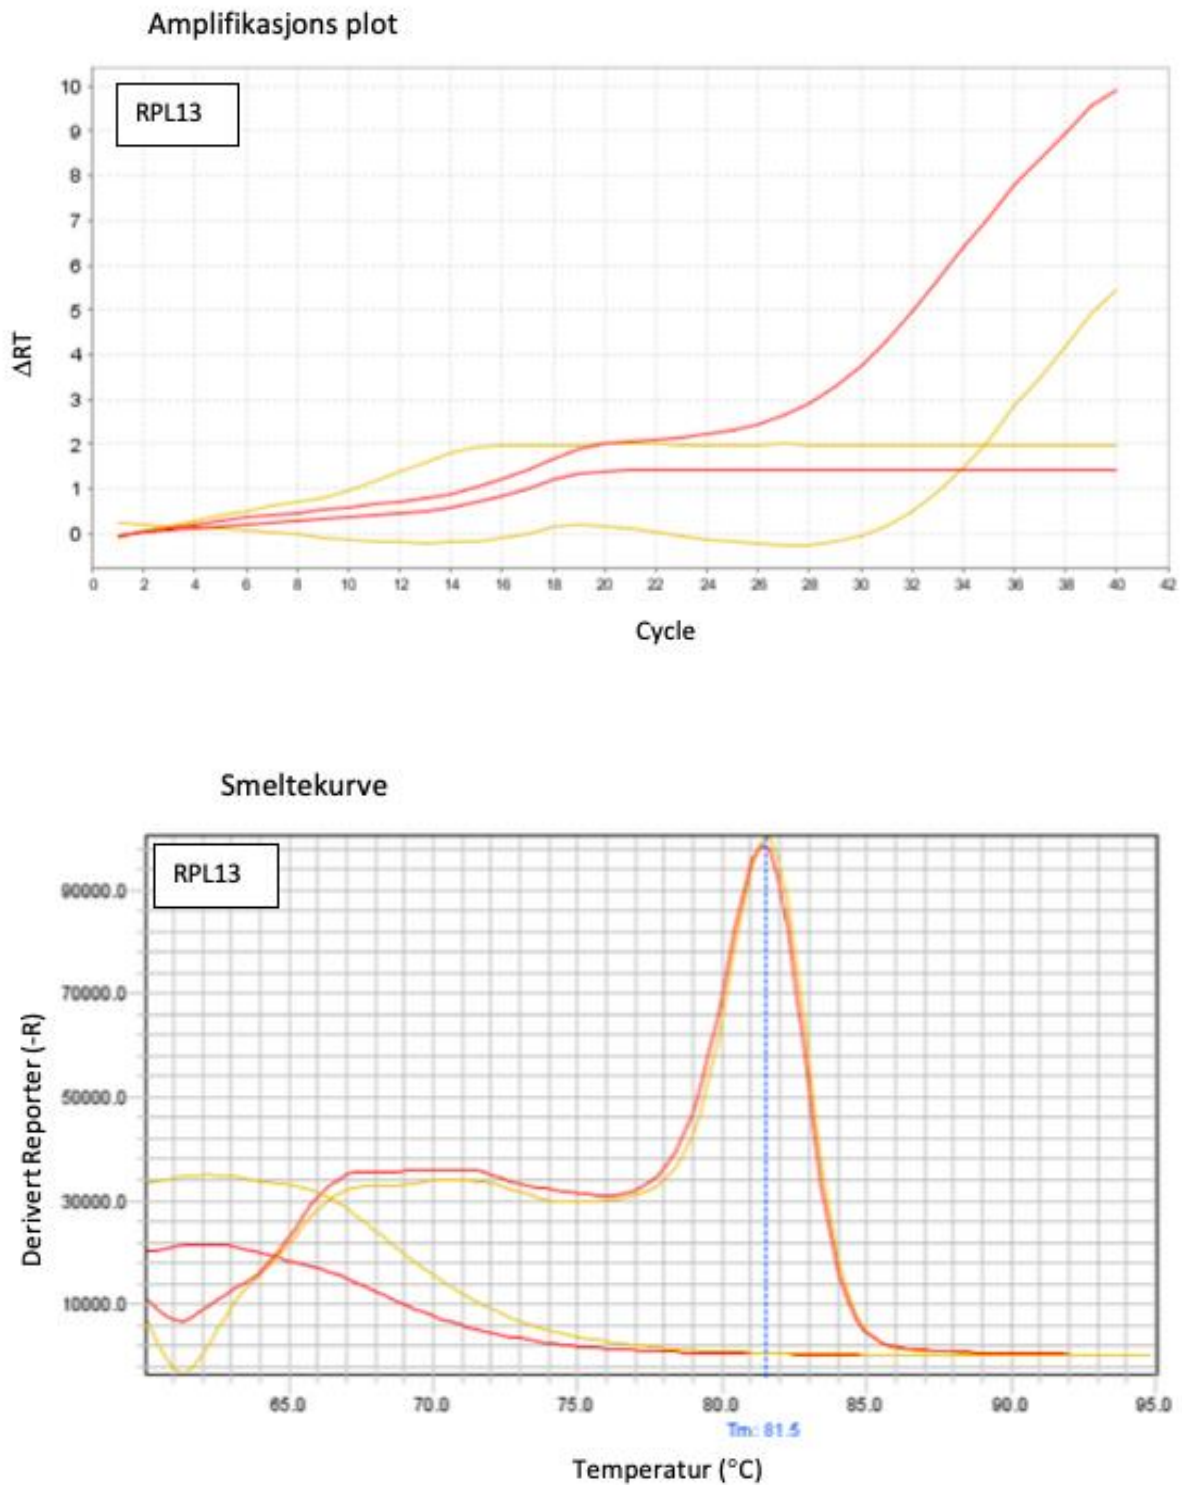 Amplifikasjons plot
RPL13
10
9
8
7
6
5
4
3
2
1
0
ΔRT
0 2 4 6 8 10 12 14 16 18 20 22 24 26 28 30 32 34 36 38 40 42
Cycle
Smeltekurve
RPL13
90000.0
70000.0
50000.0
30000.0
10000.0
Derivert Reporter (-R)
65.0 70.0 75.0 80.0 85.0 90.0 95.0
Tm: 81.5
Temperatur (°C)